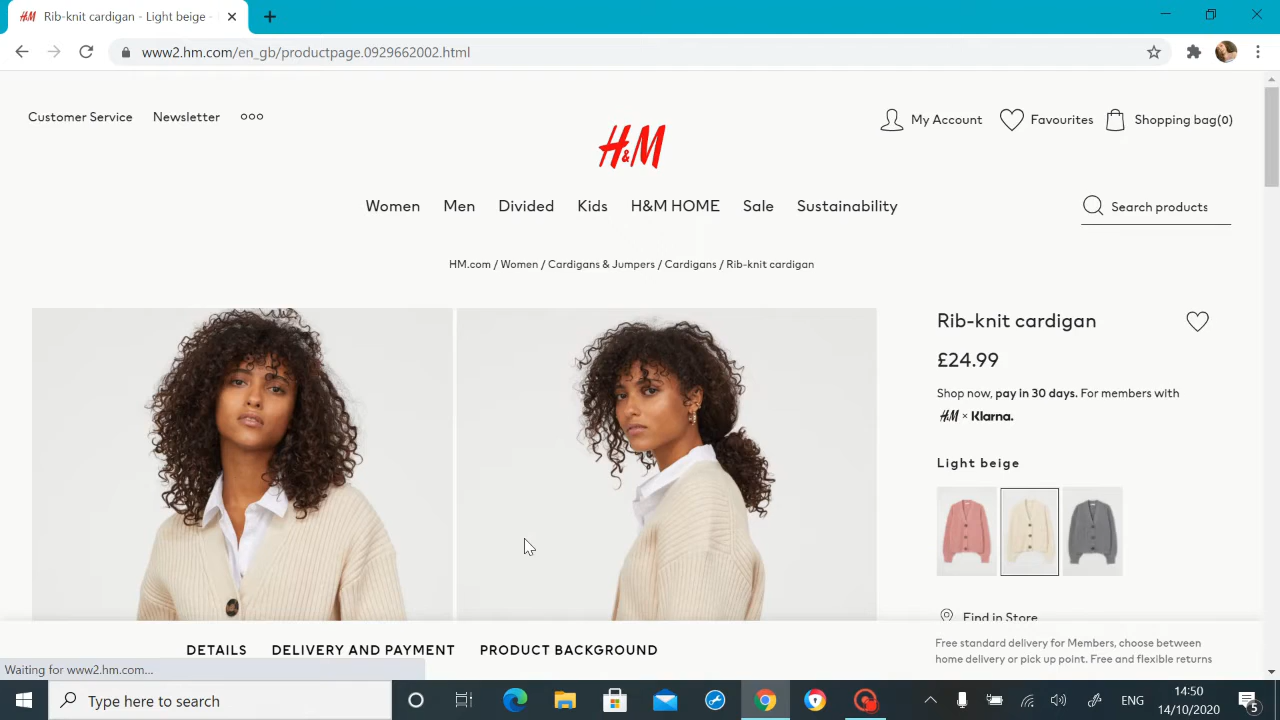 Rib-knit cardigan - Light beige -
www2.hm.com/en_gb/productpage.0929662002.html
Customer Service Newsletter
My Account Favourites Shopping bag(0)
H&M
Women Men Divided Kids H&M HOME Sale Sustainability
Search products
HM.com / Women / Cardigans & Jumpers / Cardigans / Rib-knit cardigan
Rib-knit cardigan
£24.99
Shop now, pay in 30 days. For members with
H&M × Klarna.
Light beige
Find in Store
DETAILS DELIVERY AND PAYMENT PRODUCT BACKGROUND
Free standard delivery for Members, choose between
home delivery or pick up point. Free and flexible returns
Waiting for www2.hm.com...
Type here to search
ENG
14:50
14/10/2020
5